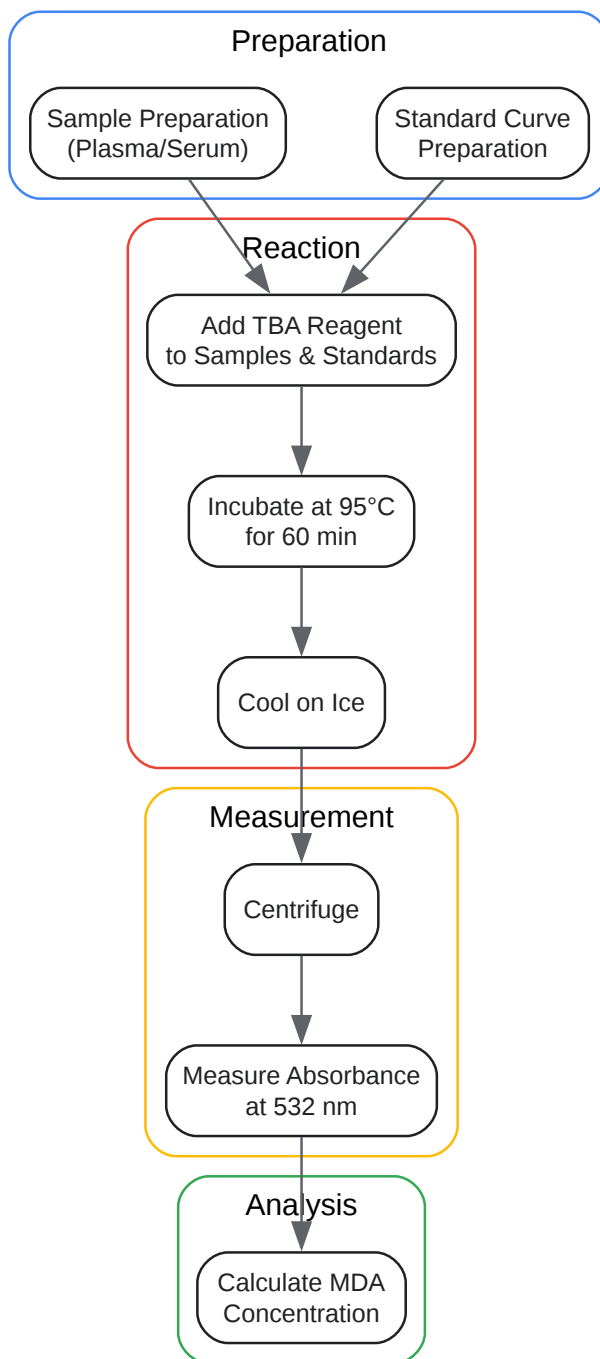 Preparation
Sample Preparation
(Plasma/Serum)
Standard Curve
Preparation
Reaction
Add TBA Reagent
to Samples & Standards
Incubate at 95°C
for 60 min
Cool on Ice
Measurement
Centrifuge
Measure Absorbance
at 532 nm
Analysis
Calculate MDA
Concentration